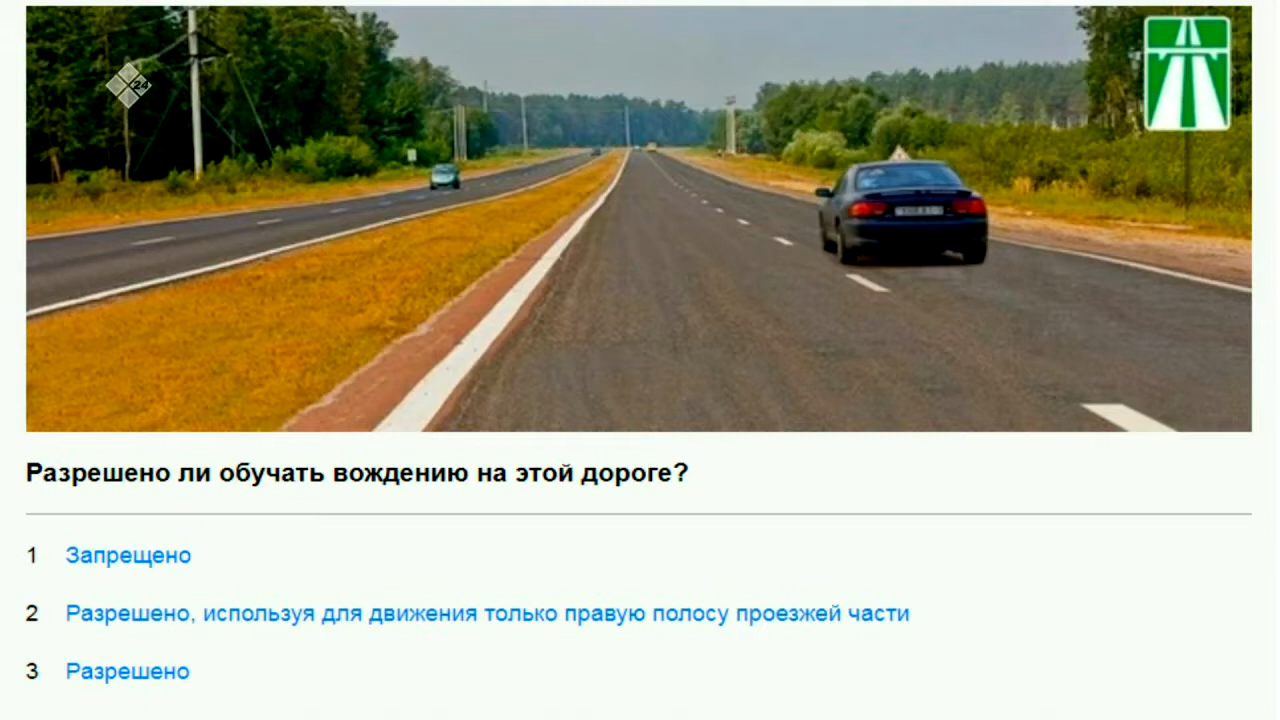 24
Разрешено ли обучать вождению на этой дороге?
1 Запрещено
2 Разрешено, используя для движения только правую полосу проезжей части
3 Разрешено